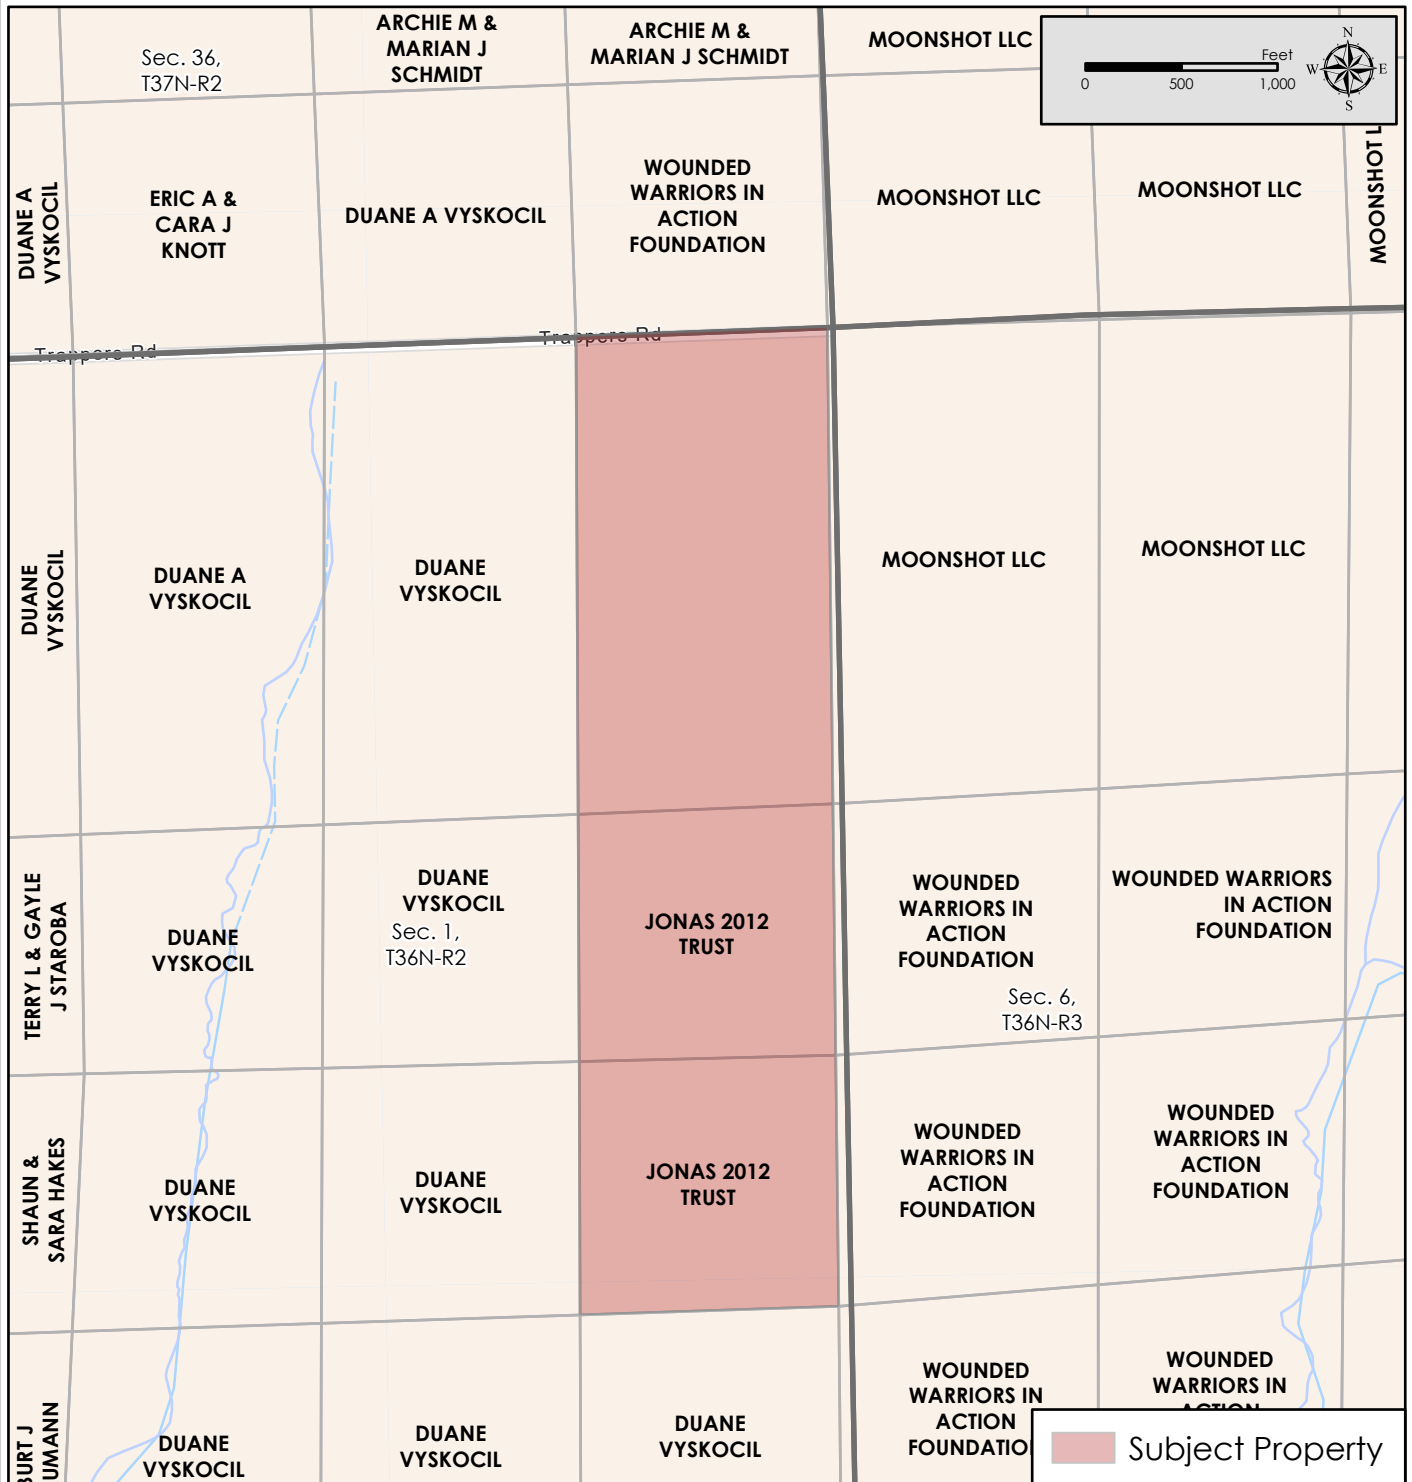 ARCHIE M &
MARIAN J
SCHMIDT
ARCHIE M &
MARIAN J SCHMIDT
MOONSHOT LLC
Feet
0 500 1,000
N
W E
S
Sec. 36,
T37N-R2
DUANE A
VYSKOCIL
ERIC A &
CARA J
KNOTT
DUANE A VYSKOCIL
WOUNDED
WARRIORS IN
ACTION
FOUNDATION
MOONSHOT LLC
MOONSHOT LLC
MOONSHOT L
Trappers Rd
Trappers Rd
DUANE
VYSKOCIL
DUANE A
VYSKOCIL
DUANE
VYSKOCIL
MOONSHOT LLC
MOONSHOT LLC
TERRY L & GAYLE
J STAROBA
DUANE
VYSKOCIL
DUANE
VYSKOCIL
Sec. 1,
T36N-R2
JONAS 2012
TRUST
WOUNDED
WARRIORS IN
ACTION
FOUNDATION
WOUNDED WARRIORS
IN ACTION
FOUNDATION
Sec. 6,
T36N-R3
SHAUN &
SARA HAKES
DUANE
VYSKOCIL
DUANE
VYSKOCIL
JONAS 2012
TRUST
WOUNDED
WARRIORS IN
ACTION
FOUNDATION
WOUNDED
WARRIORS IN
ACTION
FOUNDATION
BURT J
UMANN
DUANE
VYSKOCIL
DUANE
VYSKOCIL
DUANE
VYSKOCIL
WOUNDED
WARRIORS IN
ACTION
FOUNDATIO
WOUNDED
WARRIORS IN
ACTION
Subject Property